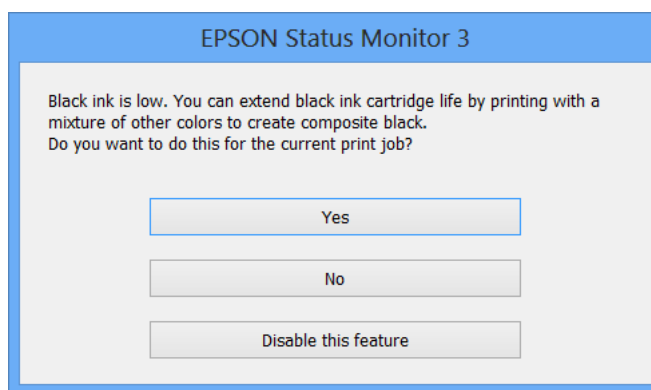 EPSON Status Monitor 3
Black ink is low. You can extend black ink cartridge life by printing with a
mixture of other colors to create composite black.
Do you want to do this for the current print job?
Yes
No
Disable this feature